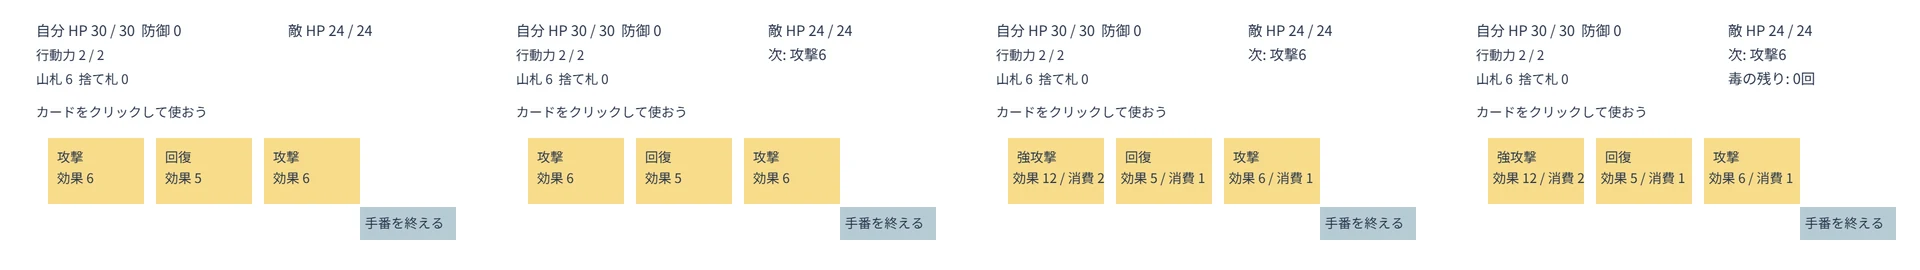 自分 HP 30 / 30 防御 0
敵 HP 24 / 24
行動力 2 / 2
山札 6 捨て札 0
カードをクリックして使おう
攻撃
効果 6
回復
効果 5
攻撃
効果 6
手番を終える
自分 HP 30 / 30 防御 0
敵 HP 24 / 24
行動力 2 / 2
次: 攻撃6
山札 6 捨て札 0
カードをクリックして使おう
攻撃
効果 6
回復
効果 5
攻撃
効果 6
手番を終える
自分 HP 30 / 30 防御 0
敵 HP 24 / 24
行動力 2 / 2
次: 攻撃6
山札 6 捨て札 0
カードをクリックして使おう
強攻撃
効果 12 / 消費 2
回復
効果 5 / 消費 1
攻撃
効果 6 / 消費 1
手番を終える
自分 HP 30 / 30 防御 0
敵 HP 24 / 24
行動力 2 / 2
次: 攻撃6
山札 6 捨て札 0
毒の残り: 0回
カードをクリックして使おう
強攻撃
効果 12 / 消費 2
回復
効果 5 / 消費 1
攻撃
効果 6 / 消費 1
手番を終える